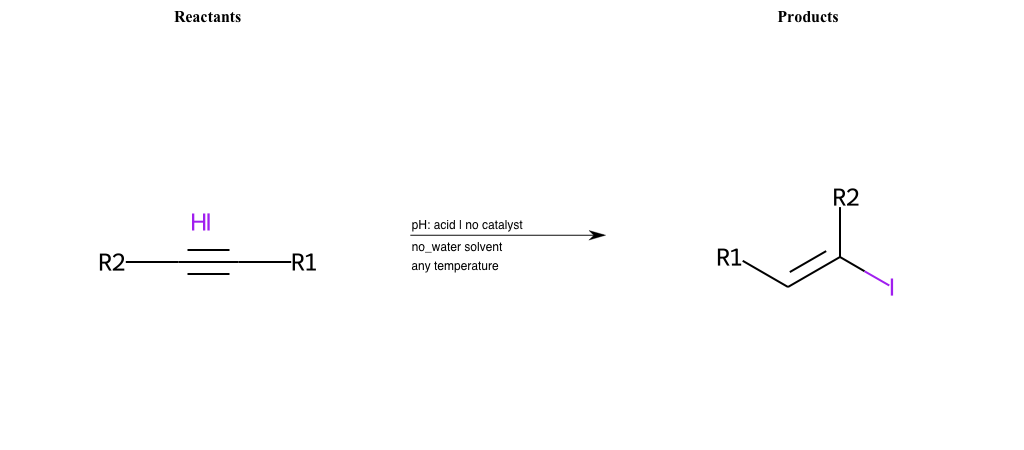 Reactants
Products
HI
R2
R1
pH: acid | no catalyst
no_water solvent
any temperature
R2
R1
I